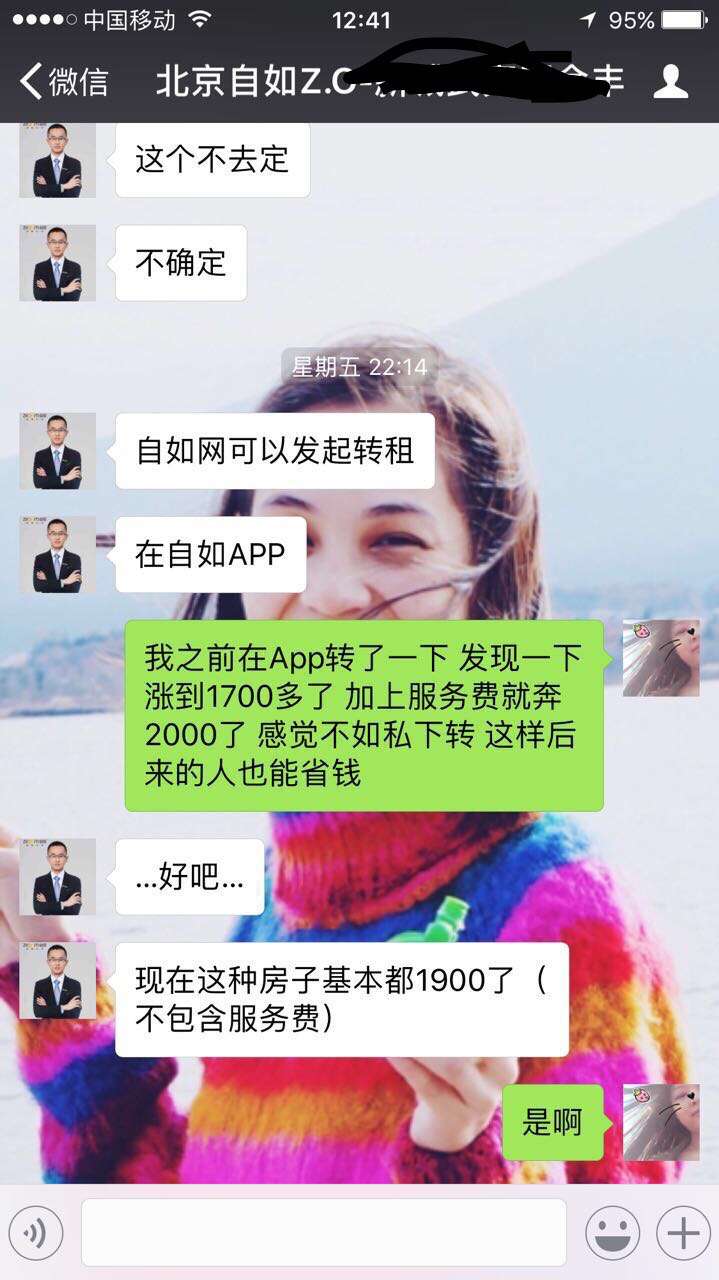 中国移动
12:41
95%
微信
北京自如Z.O-
丰
这个不去定
不确定
星期五 22:14
自如网可以发起转租
在自如APP
我之前在App转了一下 发现一下
涨到1700多了 加上服务费就奔
2000了 感觉不如私下转 这样后
来的人也能省钱
...好吧...
现在这种房子基本都1900了（
不包含服务费）
是啊